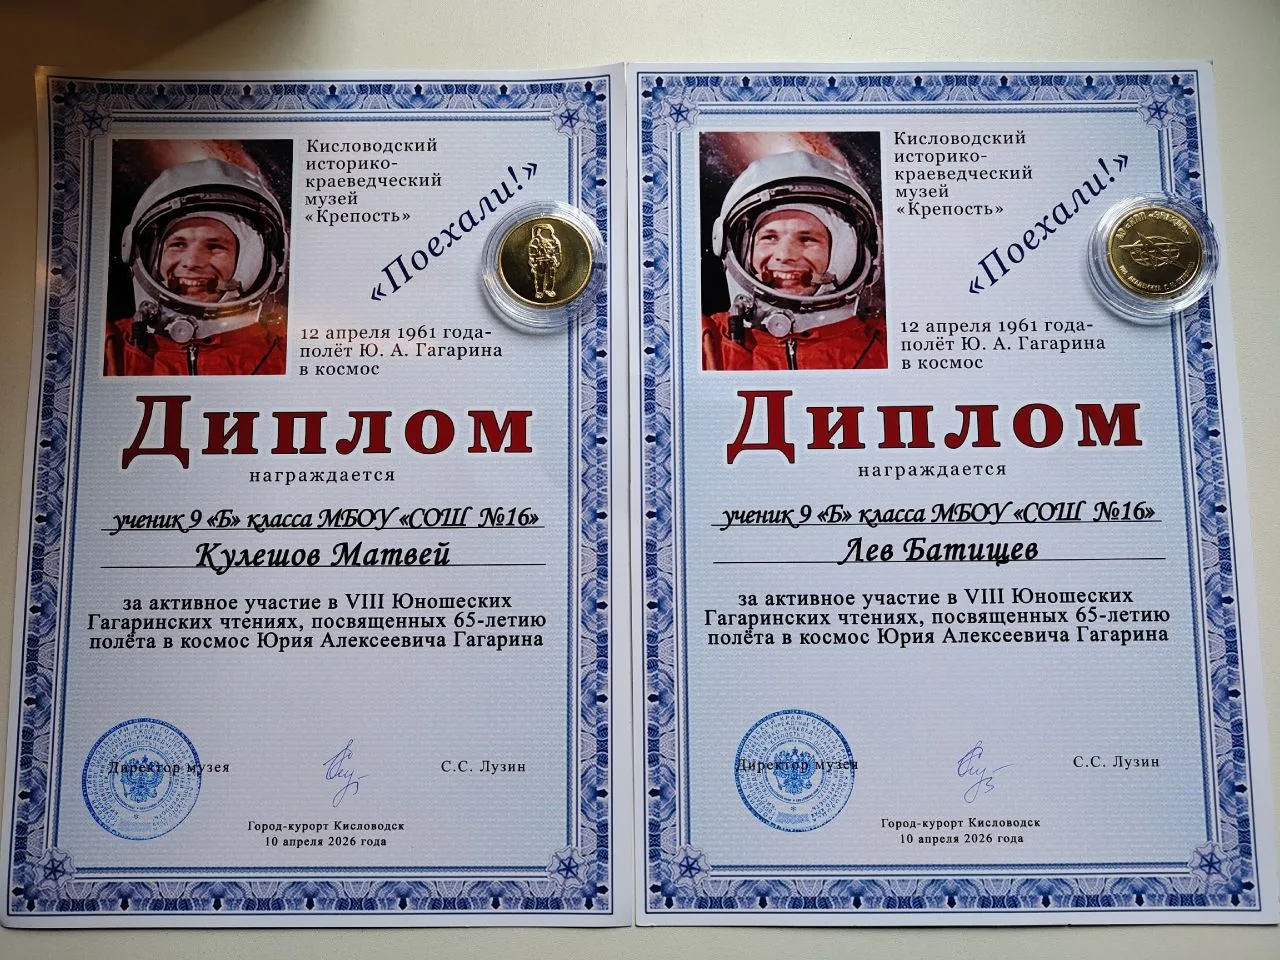 Кисловодский
историко-
краеведческий
музей
«Крепость»
«Поехали!»
12 апреля 1961 года-
полёт Ю. А. Гагарина
в космос
Диплом
награждается
ученик 9 «Б» класса МБОУ «СОШ №16»
Кулешов Матвей
за активное участие в VIII Юношеских
Гагаринских чтениях, посвященных 65-летию
полёта в космос Юрия Алексеевича Гагарина
Директор музея
С.С. Лузин
Город-курорт Кисловодск
10 апреля 2026 года
Кисловодский
историко-
краеведческий
музей
«Крепость»
«Поехали!»
12 апреля 1961 года-
полёт Ю. А. Гагарина
в космос
Диплом
награждается
ученик 9 «Б» класса МБОУ «СОШ №16»
Лев Батищев
за активное участие в VIII Юношеских
Гагаринских чтениях, посвященных 65-летию
полёта в космос Юрия Алексеевича Гагарина
Директор музея
С.С. Лузин
Город-курорт Кисловодск
10 апреля 2026 года